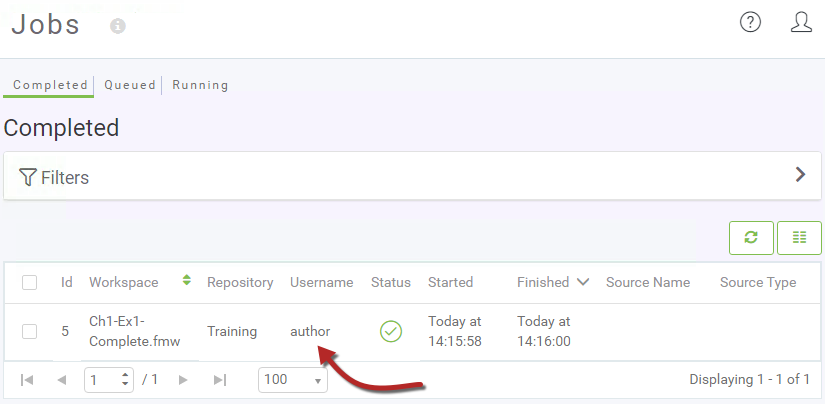 Jobs
Completed Queued Running
Completed
Filters
Id Workspace Repository Username Status Started Finished Source Name Source Type
5 Ch1-Ex1-Complete.fmw Training author Today at 14:15:58 Today at 14:16:00
1 / 1 100 Displaying 1 - 1 of 1